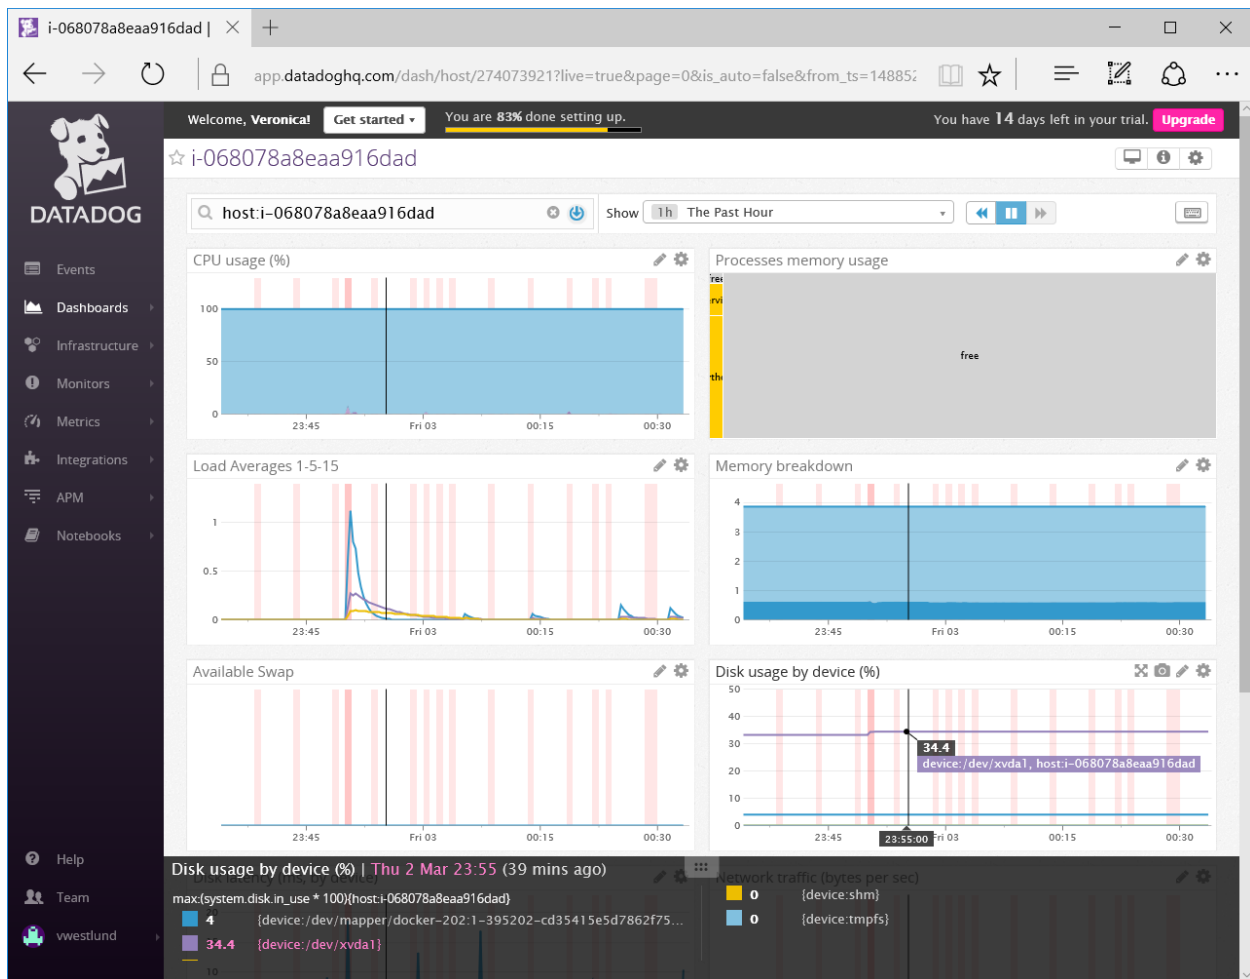 i-068078a8eaa916dad |
app.datadoghq.com/dash/host/274073921?live=true&page=0&is_auto=false&from_ts=14885
Welcome, Veronica!
Get started
You are 83% done setting up.
You have 14 days left in your trial.
Upgrade
DATADOG
i-068078a8eaa916dad
host:i-068078a8eaa916dad
Show
1h The Past Hour
Events
Dashboards
Infrastructure
Monitors
Metrics
Integrations
APM
Notebooks
Help
Team
vwestlund
CPU usage (%)
100
50
0
23:45 Fri 03 00:15 00:30
Processes memory usage
free
Load Averages 1-5-15
1
0.5
0
23:45 Fri 03 00:15 00:30
Memory breakdown
4
3
2
1
0
23:45 Fri 03 00:15 00:30
Available Swap
23:45 Fri 03 00:15 00:30
Disk usage by device (%)
50
40
30
20
10
0
34.4
device:/dev/xvda1, host:i-068078a8eaa916dad
23:45 23:55:00 Fri 03 00:15 00:30
Disk usage by device (%) | Thu 2 Mar 23:55 (39 mins ago)
max:(system.disk.in_use * 100){host:i-068078a8eaa916dad}
4 {device:/dev/mapper/docker-202:1-395202-cd35415e5d7862f75...
34.4 {device:/dev/xvda1}
Network traffic (bytes per sec)
0 {device:shm}
0 {device:tmpfs}
10